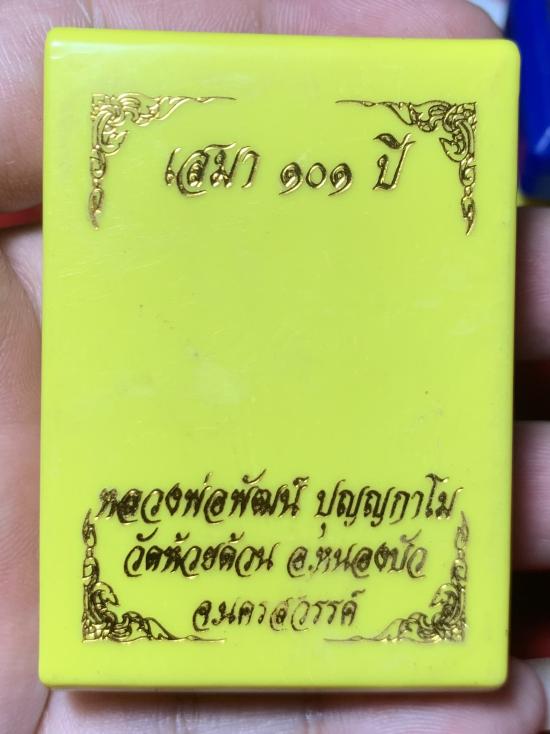 เสมา ๑๐๑ ปี
หลวงพ่อพัฒน์ ปุญญกาโม
วัดห้วยด้วน อ.หนองบัว
จ.นครสวรรค์